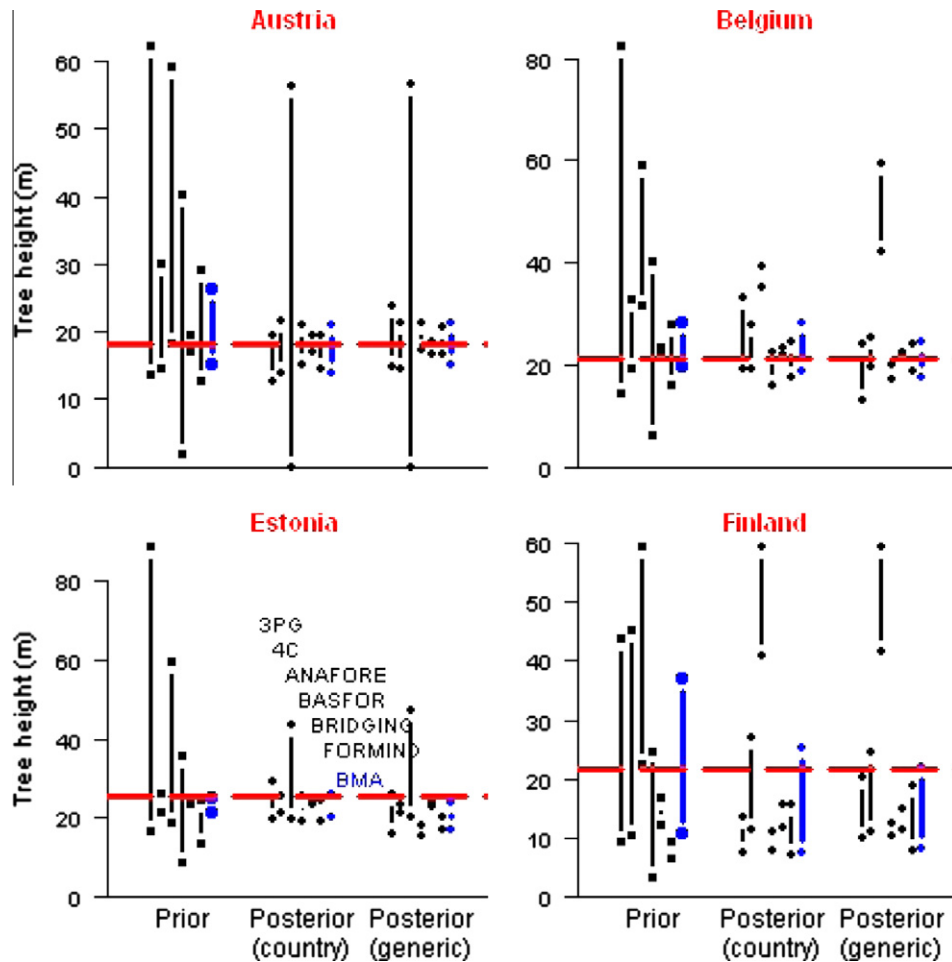 Austria
Belgium
Tree height (m)
60
50
40
30
20
10
0
80
60
40
20
0
Estonia
Finland
Tree height (m)
80
60
40
20
0
3PG
4C
ANAFORE
BASFOR
BRIDGING
FORMIND
BMA
60
50
40
30
20
10
0
Prior
Posterior
(country)
Posterior
(generic)
Prior
Posterior
(country)
Posterior
(generic)